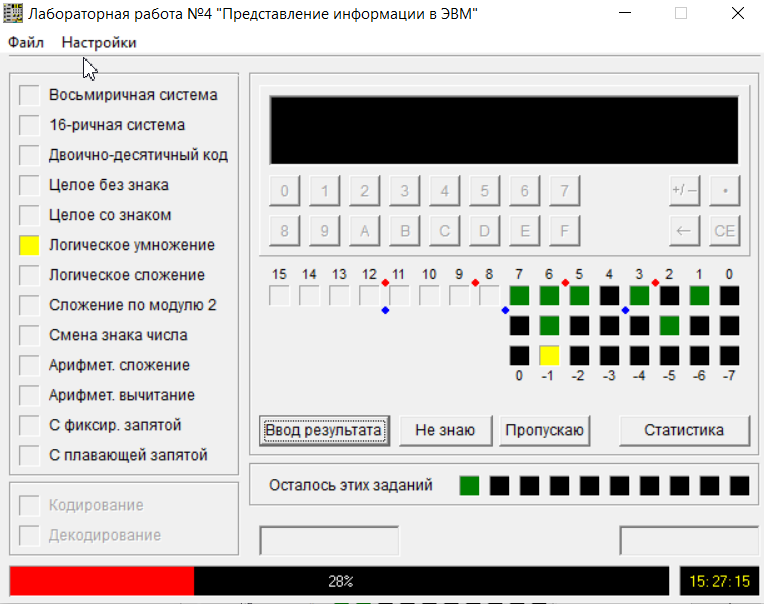 Лабораторная работа №4 "Представление информации в ЭВМ"
Файл Настройки
Восьмиричная система
16-ричная система
Двоично-десятичный код
Целое без знака
Целое со знаком
Логическое умножение
Логическое сложение
Сложение по модулю 2
Смена знака числа
Арифмет. сложение
Арифмет. вычитание
С фиксир. запятой
С плавающей запятой
Кодирование
Декодирование
0 1 2 3 4 5 6 7 +/− •
8 9 A B C D E F ← CE
15 14 13 12 11 10 9 8 7 6 5 4 3 2 1 0
0 -1 -2 -3 -4 -5 -6 -7
Ввод результата Не знаю Пропускаю Статистика
Осталось этих заданий
28% 15:27:15